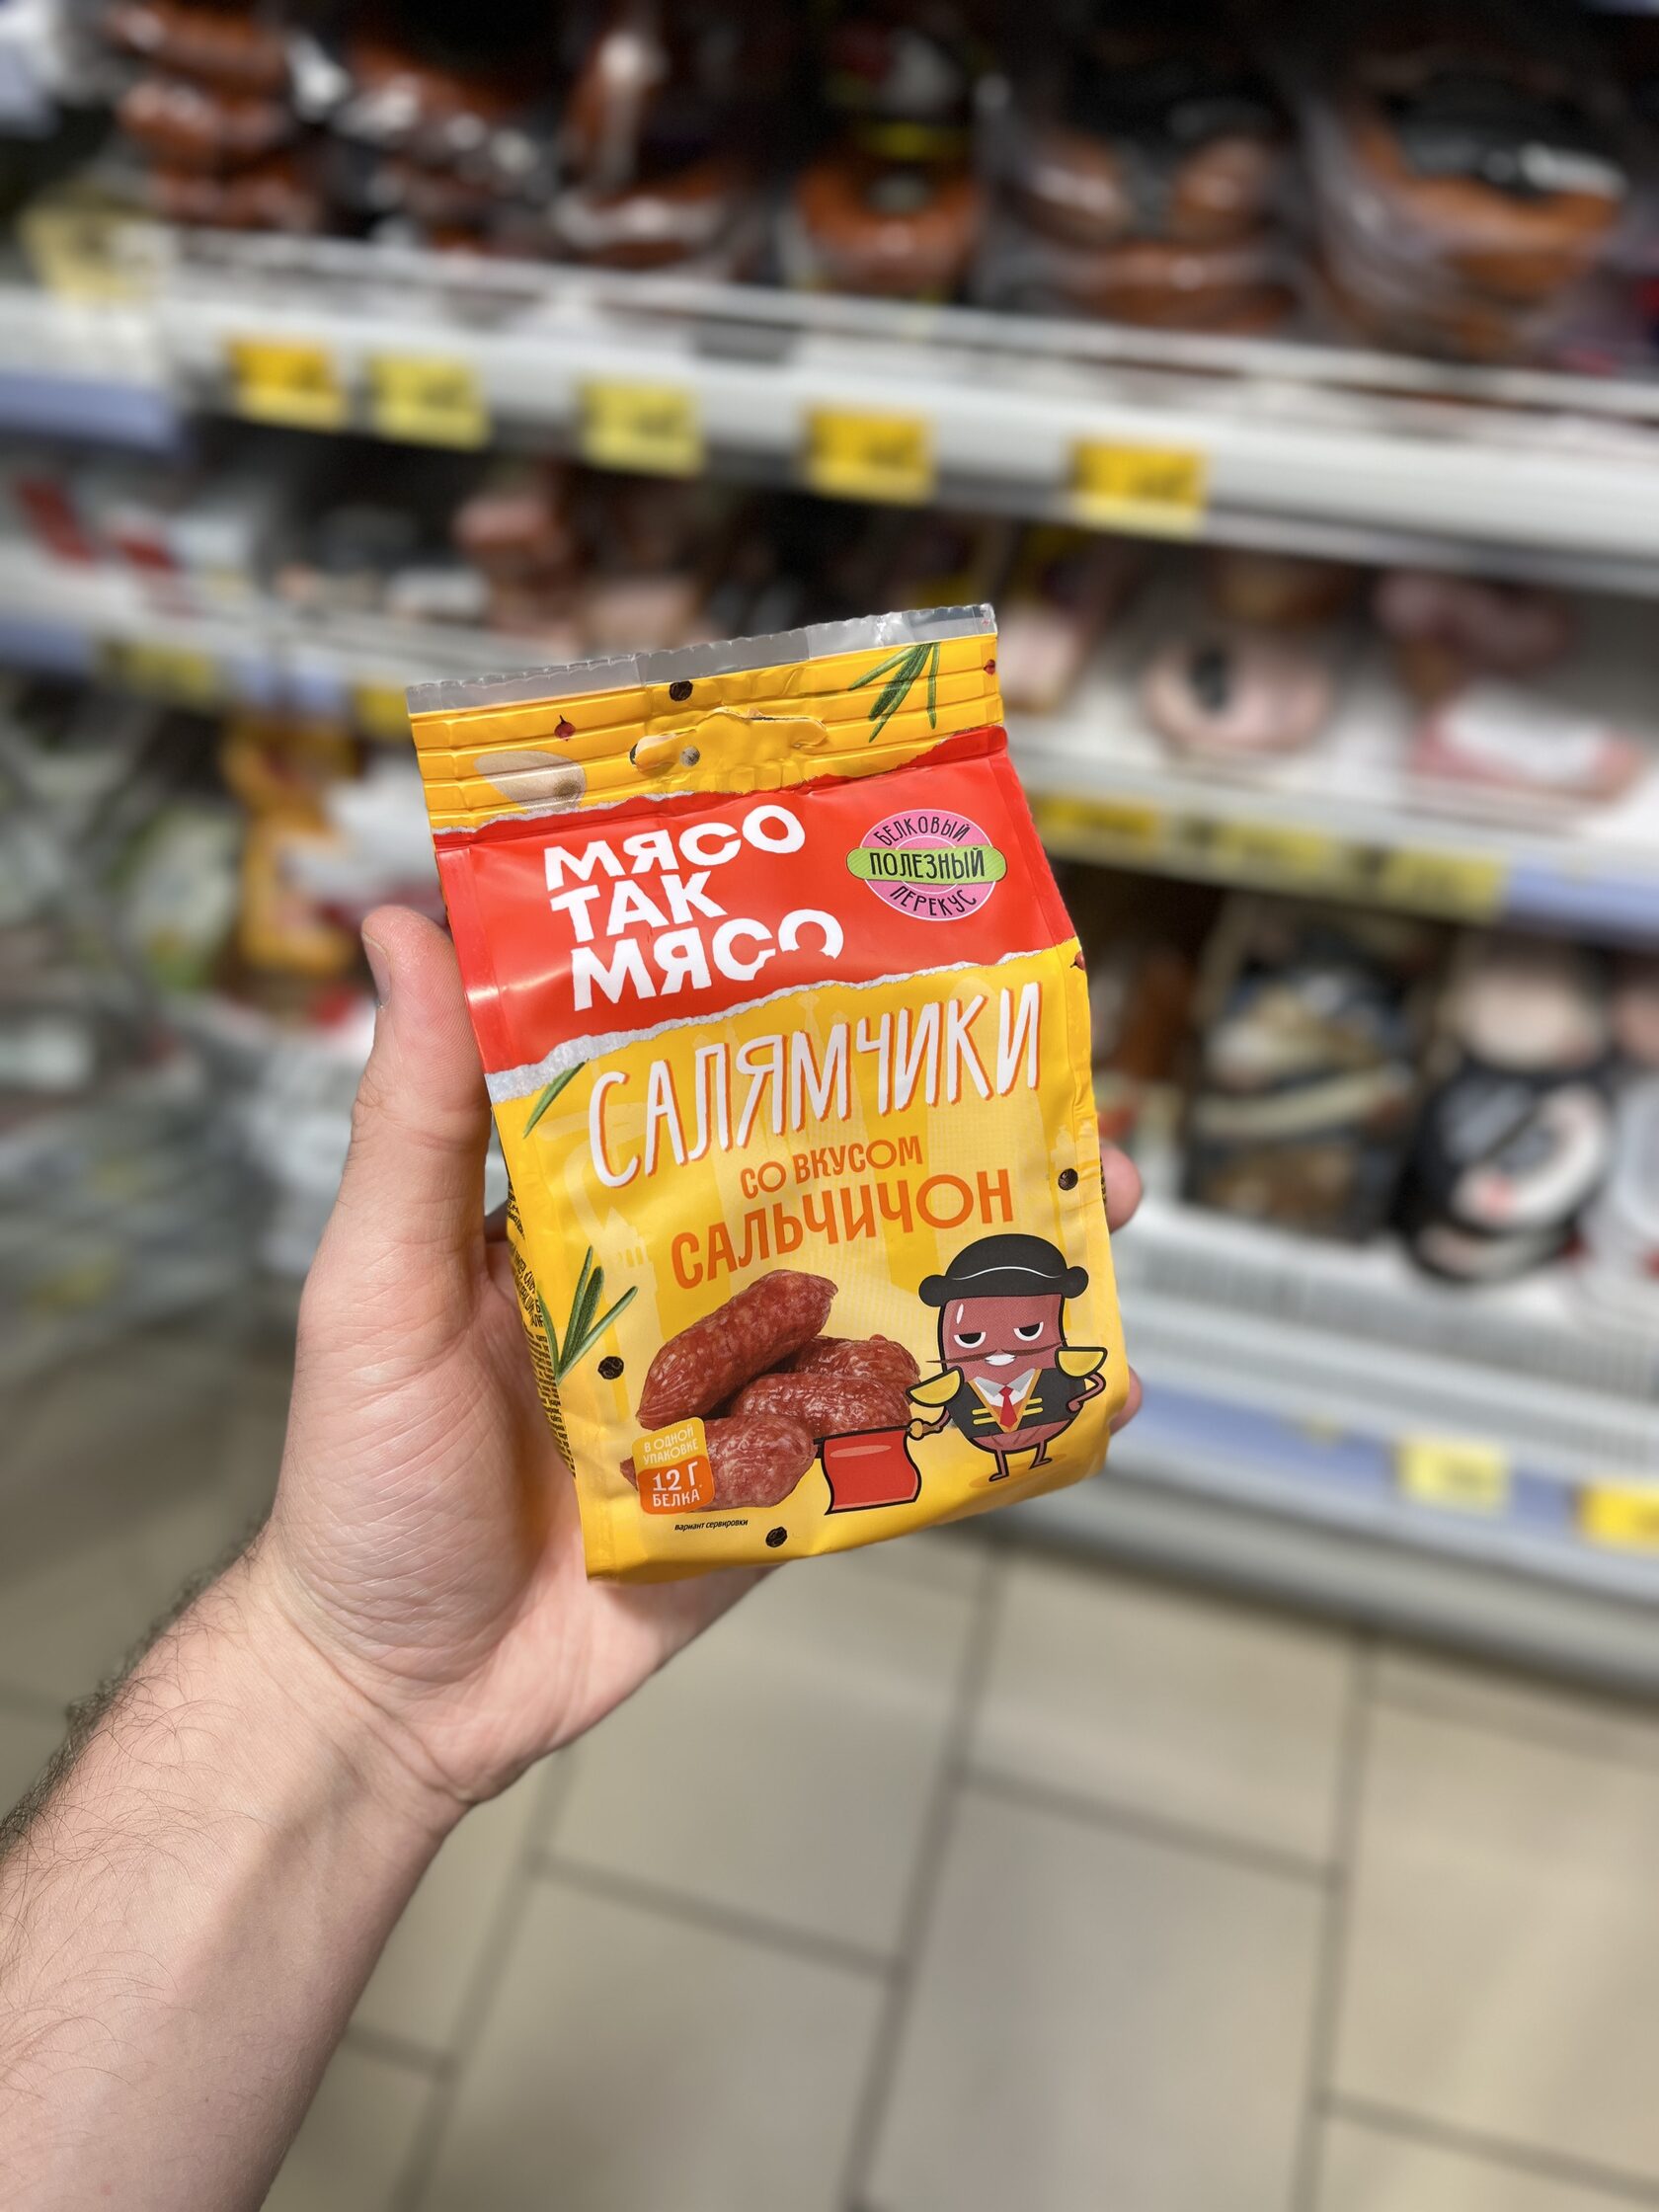 МЯСО
ТАК
МЯСО
БЕЛКОВЫЙ
ПОЛЕЗНЫЙ
ПЕРЕКУС
САЛЯМЧИКИ
СО ВКУСОМ
САЛЬЧИЧОН
В ОДНОЙ
УПАКОВКЕ
12 Г
БЕЛКА
вариант сервировки